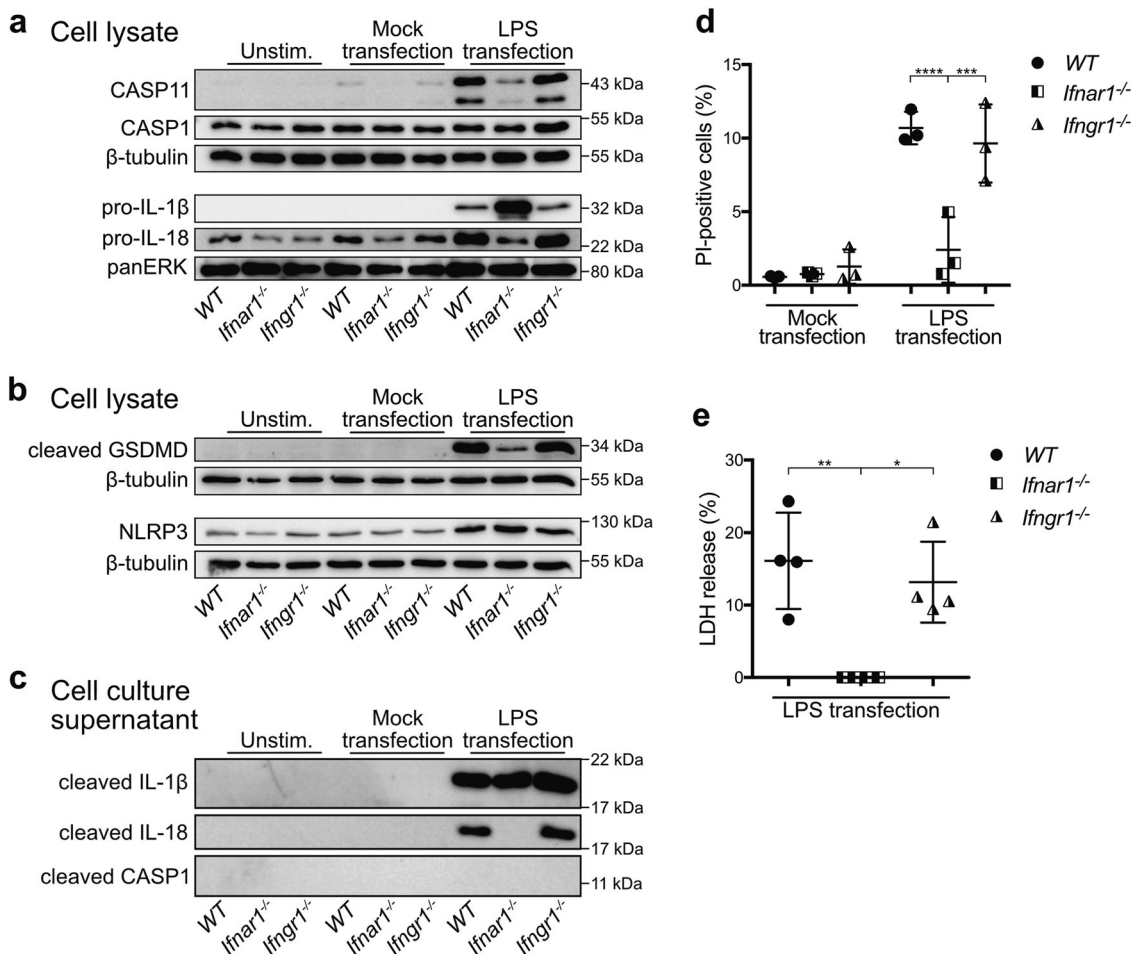 a Cell lysate
Mock
LPS
Unstim. transfection transfection
CASP11
43 kDa
CASP1
55 kDa
β-tubulin
55 kDa
pro-IL-1β
32 kDa
pro-IL-18
22 kDa
panERK
80 kDa
WT Ifnar1-/- Ifngr1-/- WT Ifnar1-/- Ifngr1-/- WT Ifnar1-/- Ifngr1-/-
b Cell lysate
Mock
LPS
Unstim. transfection transfection
cleaved GSDMD
34 kDa
β-tubulin
55 kDa
NLRP3
130 kDa
β-tubulin
55 kDa
WT Ifnar1-/- Ifngr1-/- WT Ifnar1-/- Ifngr1-/- WT Ifnar1-/- Ifngr1-/-
c Cell culture
supernatant
Mock
LPS
Unstim. transfection transfection
22 kDa
cleaved IL-1β
17 kDa
cleaved IL-18
17 kDa
cleaved CASP1
11 kDa
WT Ifnar1-/- Ifngr1-/- WT Ifnar1-/- Ifngr1-/- WT Ifnar1-/- Ifngr1-/-
d
15
10
5
0
PI-positive cells (%)
**** ***
WT
Ifnar1-/-
Ifngr1-/-
Mock
transfection
LPS
transfection
e
30
20
10
0
LDH release (%)
** *
WT
Ifnar1-/-
Ifngr1-/-
LPS transfection